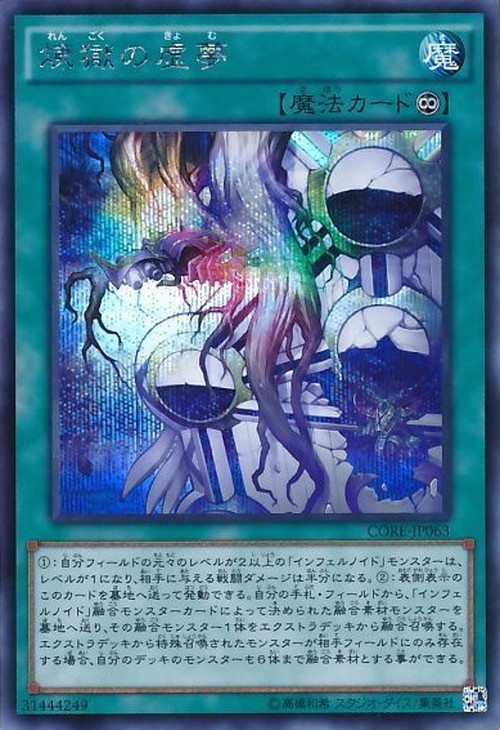 煉獄の虚夢
れん ごく きょ む
魔
ま
【魔法カード】
ま ほう
CORE-JP063
①：自分フィールドの元々のレベルが2以上の「インフェルノイド」モンスターは、
レベルが1になり、相手に与える戦闘ダメージは半分になる。②：表側表示の
このカードを墓地へ送って発動できる。自分の手札・フィールドから、「インフェ
ルノイド」融合モンスターカードによって決められた融合素材モンスターを
墓地へ送り、その融合モンスター1体をエクストラデッキから融合召喚する。
エクストラデッキから特殊召喚されたモンスターが相手フィールドにのみ存在
する場合、自分のデッキのモンスターも6体まで融合素材とする事ができる。
31444249
©高橋和希 スタジオ・ダイス/集英社